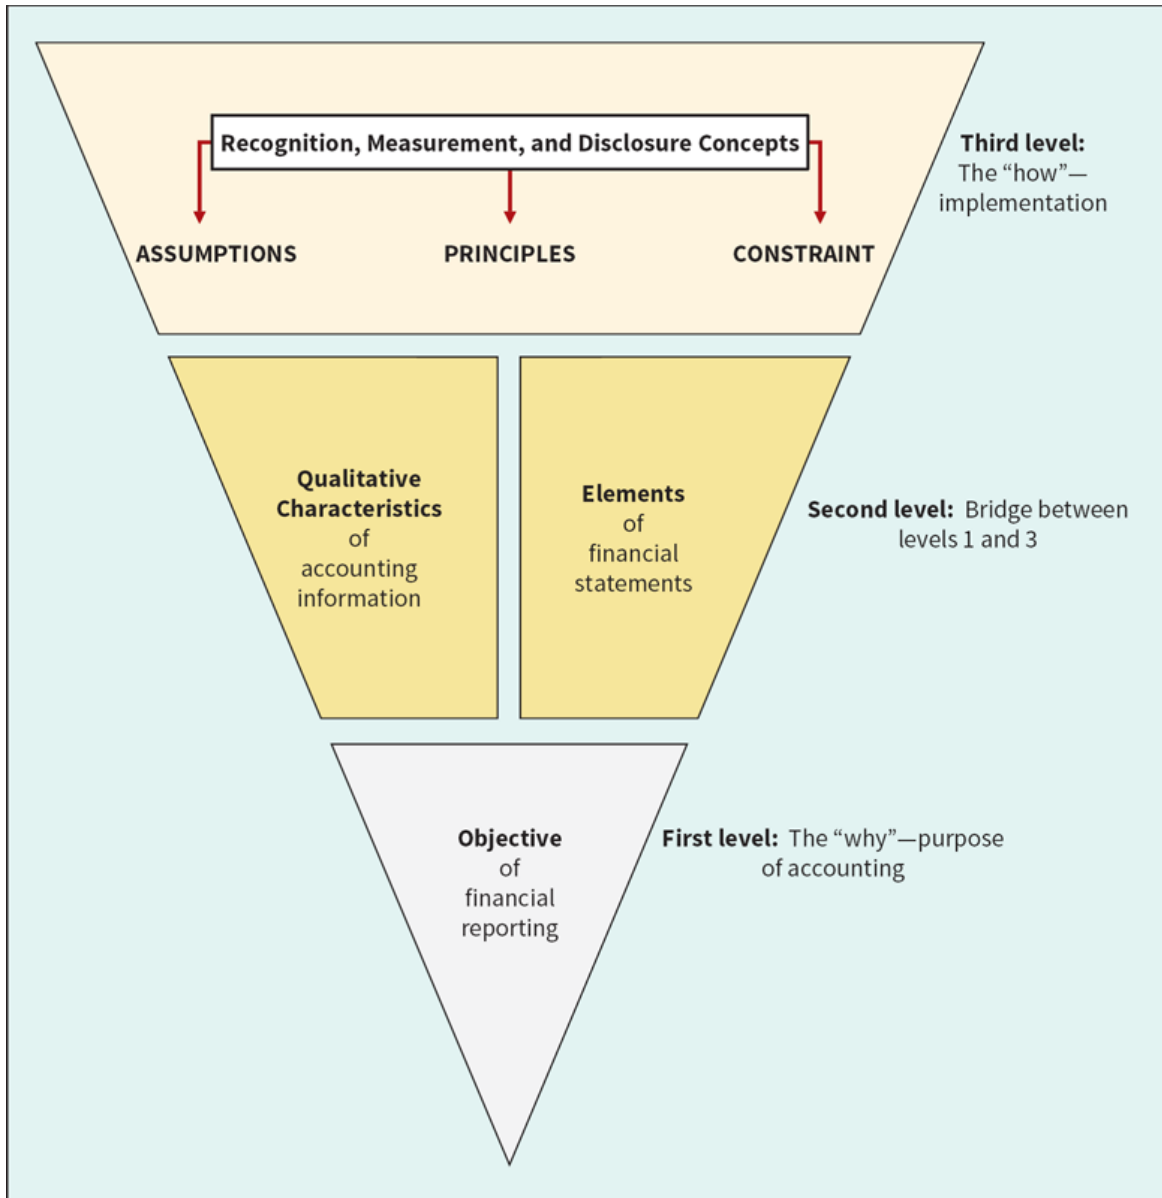 Recognition, Measurement, and Disclosure Concepts
ASSUMPTIONS
PRINCIPLES
CONSTRAINT
Third level:
The “how”—
implementation
Qualitative
Characteristics
of
accounting
information
Elements
of
financial
statements
Second level: Bridge between
levels 1 and 3
Objective
of
financial
reporting
First level: The “why”—purpose
of accounting